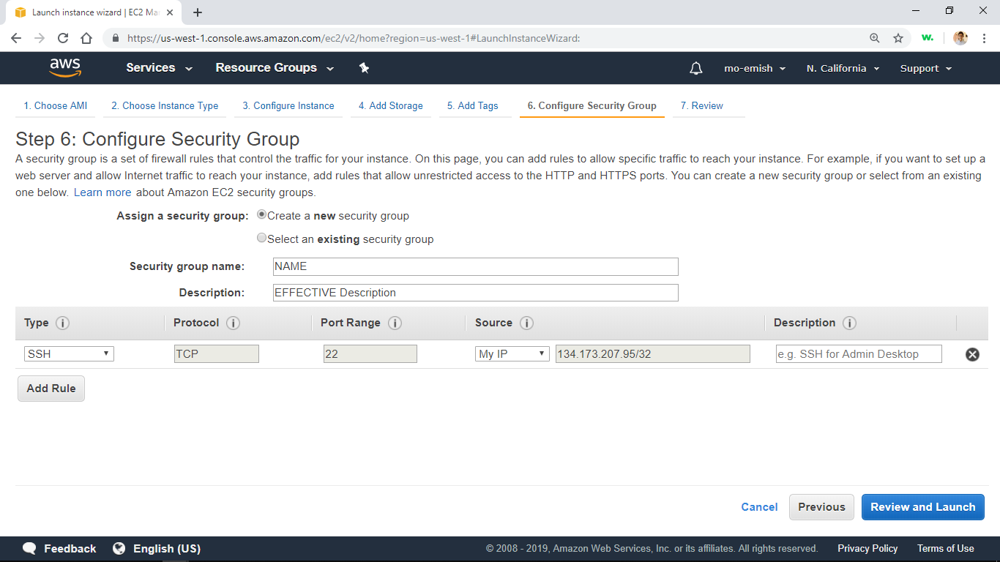 Launch instance wizard | EC2 Ma
https://us-west-1.console.aws.amazon.com/ec2/v2/home?region=us-west-1#LaunchInstanceWizard:
w.
aws Services Resource Groups mo-emish N. California Support
1. Choose AMI 2. Choose Instance Type 3. Configure Instance 4. Add Storage 5. Add Tags 6. Configure Security Group 7. Review
Step 6: Configure Security Group
A security group is a set of firewall rules that control the traffic for your instance. On this page, you can add rules to allow specific traffic to reach your instance. For example, if you want to set up a
web server and allow Internet traffic to reach your instance, add rules that allow unrestricted access to the HTTP and HTTPS ports. You can create a new security group or select from an existing
one below. Learn more about Amazon EC2 security groups.
Assign a security group: Create a new security group
Select an existing security group
Security group name: NAME
Description: EFFECTIVE Description
Type i Protocol i Port Range i Source i Description i
SSH TCP 22 My IP 134.173.207.95/32 e.g. SSH for Admin Desktop
Add Rule
Cancel Previous Review and Launch
Feedback English (US) © 2008 - 2019, Amazon Web Services, Inc. or its affiliates. All rights reserved. Privacy Policy Terms of Use